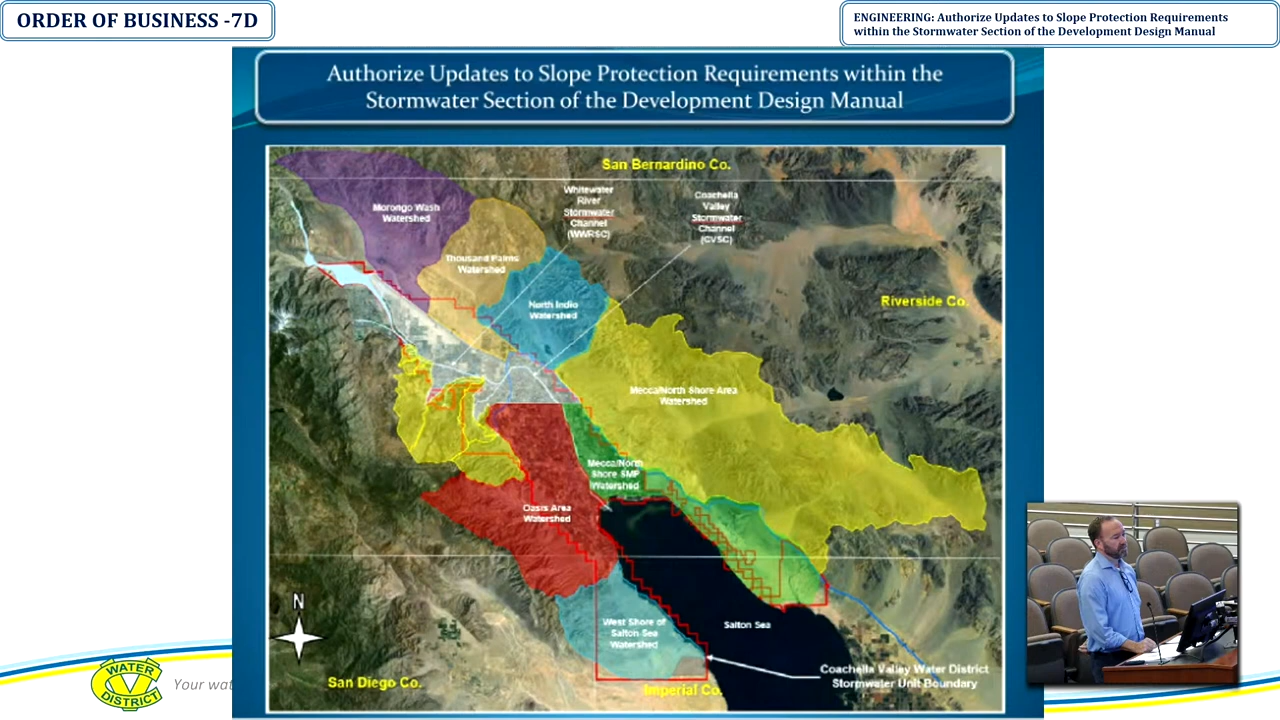 ORDER OF BUSINESS -7D
ENGINEERING: Authorize Updates to Slope Protection Requirements
within the Stormwater Section of the Development Design Manual
Authorize Updates to Slope Protection Requirements within the
Stormwater Section of the Development Design Manual
San Bernardino Co.
Whitewater
River
Stormwater
Channel
(WWRSC)
Coachella
Valley
Stormwater
Channel
(CVSC)
Morongo Wash
Watershed
Thousand Palms
Watershed
North Indio
Watershed
Riverside Co.
Mecca/North Shore Area
Watershed
Mecca/North
Shore SMP
Watershed
Oasis Area
Watershed
N
West Shore of
Salton Sea
Watershed
Salton Sea
Coachella Valley Water District
Stormwater Unit Boundary
San Diego Co.
Imperial Co.
WATER
DISTRICT
Your wat